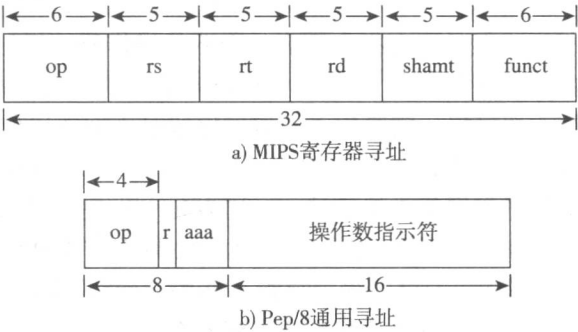 6 5 5 5 5 6
op rs rt rd shamt funct
32
a) MIPS寄存器寻址
4
op r aaa 操作数指示符
8 16
b) Pep/8通用寻址